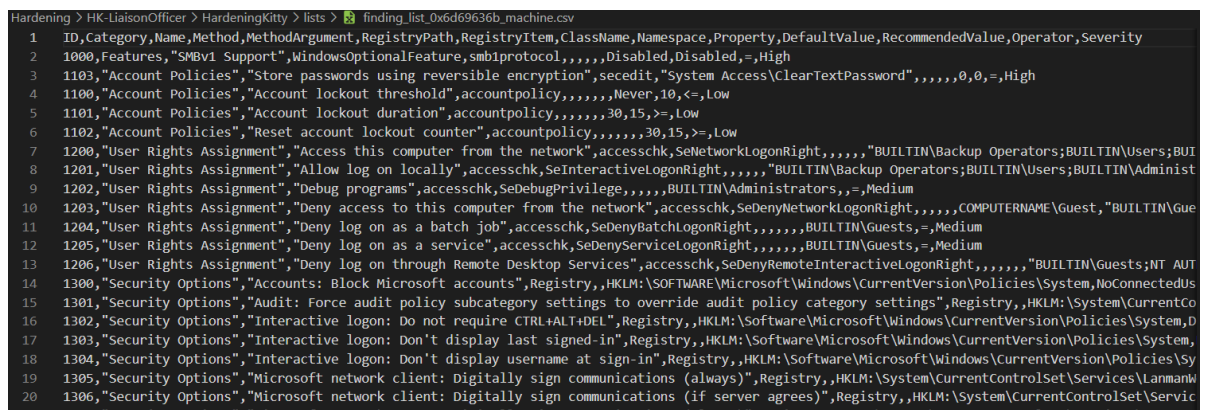 Hardening > HK-LiaisonOfficer > HardeningKitty > lists > finding_list_0x6d69636b_machine.csv
1 ID,Category,Name,Method,MethodArgument,RegistryPath,RegistryItem,ClassName,Namespace,Property,DefaultValue,RecommendedValue,Operator,Severity
2 1000,Features,"SMBv1 Support",WindowsOptionalFeature,smb1protocol,,,,,,Disabled,Disabled,=,High
3 1103,"Account Policies","Store passwords using reversible encryption",secedit,"System Access\ClearTextPassword",,,,,,0,0,=,High
4 1100,"Account Policies","Account lockout threshold",accountpolicy,,,,,,,Never,10,<=,Low
5 1101,"Account Policies","Account lockout duration",accountpolicy,,,,,,,30,15,>=,Low
6 1102,"Account Policies","Reset account lockout counter",accountpolicy,,,,,,,30,15,>=,Low
7 1200,"User Rights Assignment","Access this computer from the network",accesschk,SeNetworkLogonRight,,,,,,"BUILTIN\Backup Operators;BUILTIN\Users;BUI
8 1201,"User Rights Assignment","Allow log on locally",accesschk,SeInteractiveLogonRight,,,,,,"BUILTIN\Backup Operators;BUILTIN\Users;BUILTIN\Administ
9 1202,"User Rights Assignment","Debug programs",accesschk,SeDebugPrivilege,,,,,,BUILTIN\Administrators,,=,Medium
10 1203,"User Rights Assignment","Deny access to this computer from the network",accesschk,SeDenyNetworkLogonRight,,,,,,COMPUTERNAME\Guest,"BUILTIN\Gue
11 1204,"User Rights Assignment","Deny log on as a batch job",accesschk,SeDenyBatchLogonRight,,,,,,,BUILTIN\Guests,=,Medium
12 1205,"User Rights Assignment","Deny log on as a service",accesschk,SeDenyServiceLogonRight,,,,,,,BUILTIN\Guests,=,Medium
13 1206,"User Rights Assignment","Deny log on through Remote Desktop Services",accesschk,SeDenyRemoteInteractiveLogonRight,,,,,,,"BUILTIN\Guests;NT AUT
14 1300,"Security Options","Accounts: Block Microsoft accounts",Registry,,HKLM:\SOFTWARE\Microsoft\Windows\CurrentVersion\Policies\System,NoConnectedUs
15 1301,"Security Options","Audit: Force audit policy subcategory settings to override audit policy category settings",Registry,,HKLM:\System\CurrentCo
16 1302,"Security Options","Interactive logon: Do not require CTRL+ALT+DEL",Registry,,HKLM:\Software\Microsoft\Windows\CurrentVersion\Policies\System,D
17 1303,"Security Options","Interactive logon: Don't display last signed-in",Registry,,HKLM:\Software\Microsoft\Windows\CurrentVersion\Policies\System,
18 1304,"Security Options","Interactive logon: Don't display username at sign-in",Registry,,HKLM:\Software\Microsoft\Windows\CurrentVersion\Policies\Sy
19 1305,"Security Options","Microsoft network client: Digitally sign communications (always)",Registry,,HKLM:\System\CurrentControlSet\Services\LanmanW
20 1306,"Security Options","Microsoft network client: Digitally sign communications (if server agrees)",Registry,,HKLM:\System\CurrentControlSet\Servic